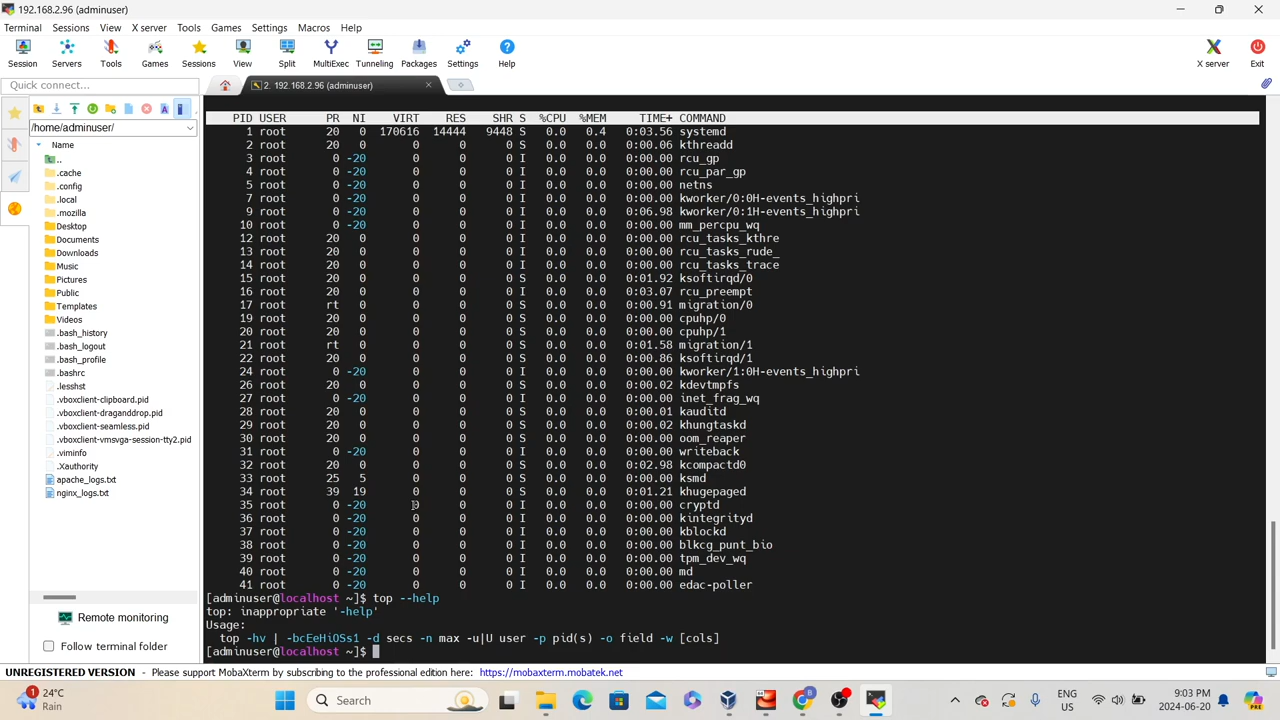 192.168.2.96 (adminuser)
Terminal Sessions View X server Tools Games Settings Macros Help
Session Servers Tools Games Sessions View Split MultiExec Tunneling Packages Settings Help X server Exit
Quick connect...
2. 192.168.2.96 (adminuser)
/home/adminuser/
Name
..
.cache
.config
.local
.mozilla
Desktop
Documents
Downloads
Music
Pictures
Public
Templates
Videos
.bash_history
.bash_logout
.bash_profile
.bashrc
.lesshst
.vboxclient-clipboard.pid
.vboxclient-draganddrop.pid
.vboxclient-seamless.pid
.vboxclient-vmsvga-session-tty2.pid
.viminfo
.Xauthority
apache_logs.txt
nginx_logs.txt
Remote monitoring
Follow terminal folder
PID USER PR NI VIRT RES SHR S %CPU %MEM TIME+ COMMAND
1 root 20 0 170616 14444 9448 S 0.0 0.4 0:03.56 systemd
2 root 20 0 0 0 0 S 0.0 0.0 0:00.06 kthreadd
3 root 0 -20 0 0 0 I 0.0 0.0 0:00.00 rcu_gp
4 root 0 -20 0 0 0 I 0.0 0.0 0:00.00 rcu_par_gp
5 root 0 -20 0 0 0 I 0.0 0.0 0:00.00 netns
7 root 0 -20 0 0 0 I 0.0 0.0 0:00.00 kworker/0:0H-events_highpri
9 root 0 -20 0 0 0 I 0.0 0.0 0:06.98 kworker/0:1H-events_highpri
10 root 0 -20 0 0 0 I 0.0 0.0 0:00.00 mm_percpu_wq
12 root 20 0 0 0 0 I 0.0 0.0 0:00.00 rcu_tasks_kthre
13 root 20 0 0 0 0 I 0.0 0.0 0:00.00 rcu_tasks_rude_
14 root 20 0 0 0 0 I 0.0 0.0 0:00.00 rcu_tasks_trace
15 root 20 0 0 0 0 S 0.0 0.0 0:01.92 ksoftirqd/0
16 root 20 0 0 0 0 I 0.0 0.0 0:03.07 rcu_preempt
17 root rt 0 0 0 0 S 0.0 0.0 0:00.91 migration/0
19 root 20 0 0 0 0 S 0.0 0.0 0:00.00 cpuhp/0
20 root 20 0 0 0 0 S 0.0 0.0 0:00.00 cpuhp/1
21 root rt 0 0 0 0 S 0.0 0.0 0:01.58 migration/1
22 root 20 0 0 0 0 S 0.0 0.0 0:00.86 ksoftirqd/1
24 root 0 -20 0 0 0 I 0.0 0.0 0:00.00 kworker/1:0H-events_highpri
26 root 20 0 0 0 0 S 0.0 0.0 0:00.02 kdevtmpfs
27 root 0 -20 0 0 0 I 0.0 0.0 0:00.00 inet_frag_wq
28 root 20 0 0 0 0 S 0.0 0.0 0:00.01 kauditd
29 root 20 0 0 0 0 S 0.0 0.0 0:00.02 khungtaskd
30 root 20 0 0 0 0 S 0.0 0.0 0:00.00 oom_reaper
31 root 0 -20 0 0 0 I 0.0 0.0 0:00.00 writeback
32 root 20 0 0 0 0 S 0.0 0.0 0:02.98 kcompactd0
33 root 25 5 0 0 0 S 0.0 0.0 0:00.00 ksmd
34 root 39 19 0 0 0 S 0.0 0.0 0:01.21 khugepaged
35 root 0 -20 0 0 0 I 0.0 0.0 0:00.00 cryptd
36 root 0 -20 0 0 0 I 0.0 0.0 0:00.00 kintegrityd
37 root 0 -20 0 0 0 I 0.0 0.0 0:00.00 kblockd
38 root 0 -20 0 0 0 I 0.0 0.0 0:00.00 blkcg_punt_bio
39 root 0 -20 0 0 0 I 0.0 0.0 0:00.00 tpm_dev_wq
40 root 0 -20 0 0 0 I 0.0 0.0 0:00.00 md
41 root 0 -20 0 0 0 I 0.0 0.0 0:00.00 edac-poller
[adminuser@localhost ~]$ top --help
top: inappropriate '-help'
Usage:
top -hv | -bcEeHiOSs1 -d secs -n max -u|U user -p pid(s) -o field -w [cols]
[adminuser@localhost ~]$
UNREGISTERED VERSION - Please support MobaXterm by subscribing to the professional edition here: https://mobaxterm.mobatek.net
1
24°C
Rain
Search
ENG
CMS
9:03 PM
2024-06-20